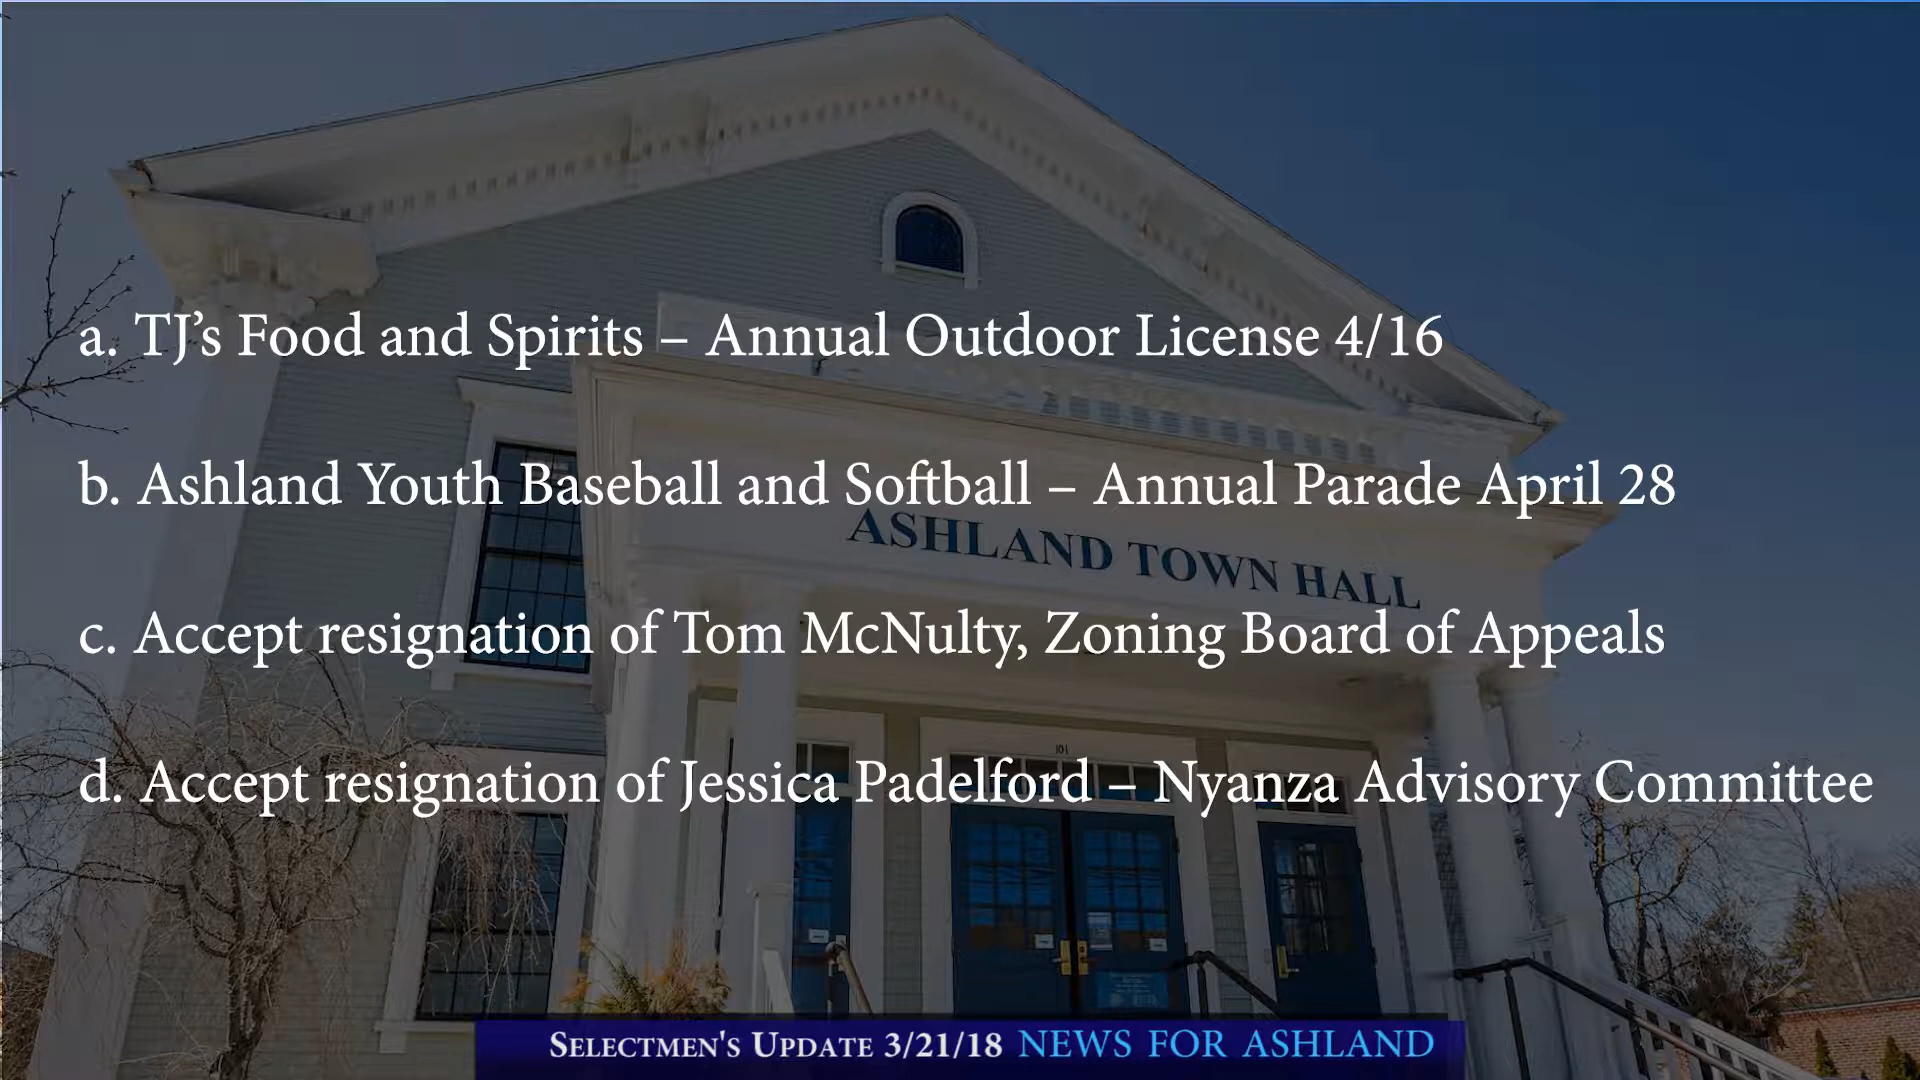 a. TJ’s Food and Spirits – Annual Outdoor License 4/16
b. Ashland Youth Baseball and Softball – Annual Parade April 28
ASHLAND TOWN HALL
c. Accept resignation of Tom McNulty, Zoning Board of Appeals
101
d. Accept resignation of Jessica Padelford – Nyanza Advisory Committee
SELECTMEN'S UPDATE 3/21/18 NEWS FOR ASHLAND